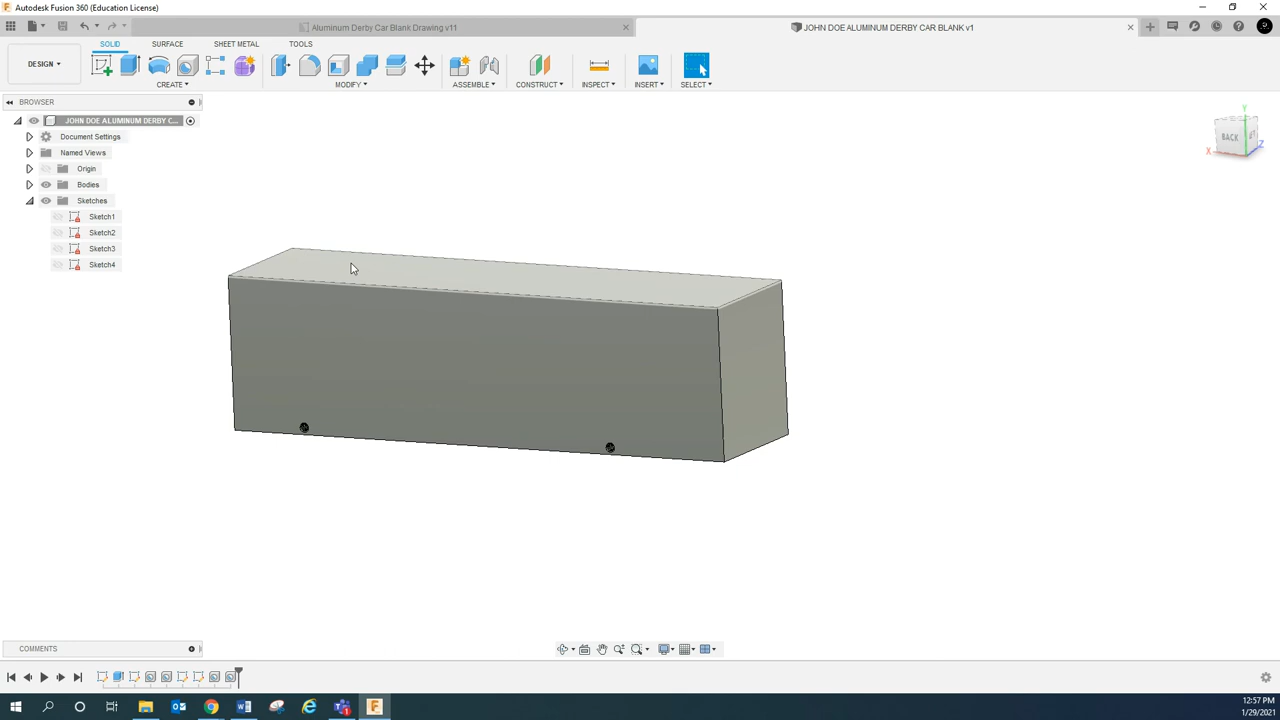 Autodesk Fusion 360 (Education License)
Aluminum Derby Car Blank Drawing v11
JOHN DOE ALUMINUM DERBY CAR BLANK v1
SOLID SURFACE SHEET METAL TOOLS
DESIGN
CREATE MODIFY ASSEMBLE CONSTRUCT INSPECT INSERT SELECT
BROWSER
JOHN DOE ALUMINUM DERBY C...
Document Settings
Named Views
Origin
Bodies
Sketches
Sketch1
Sketch2
Sketch3
Sketch4
Y
BACK
X
Z
COMMENTS
12:57 PM
1/29/2021